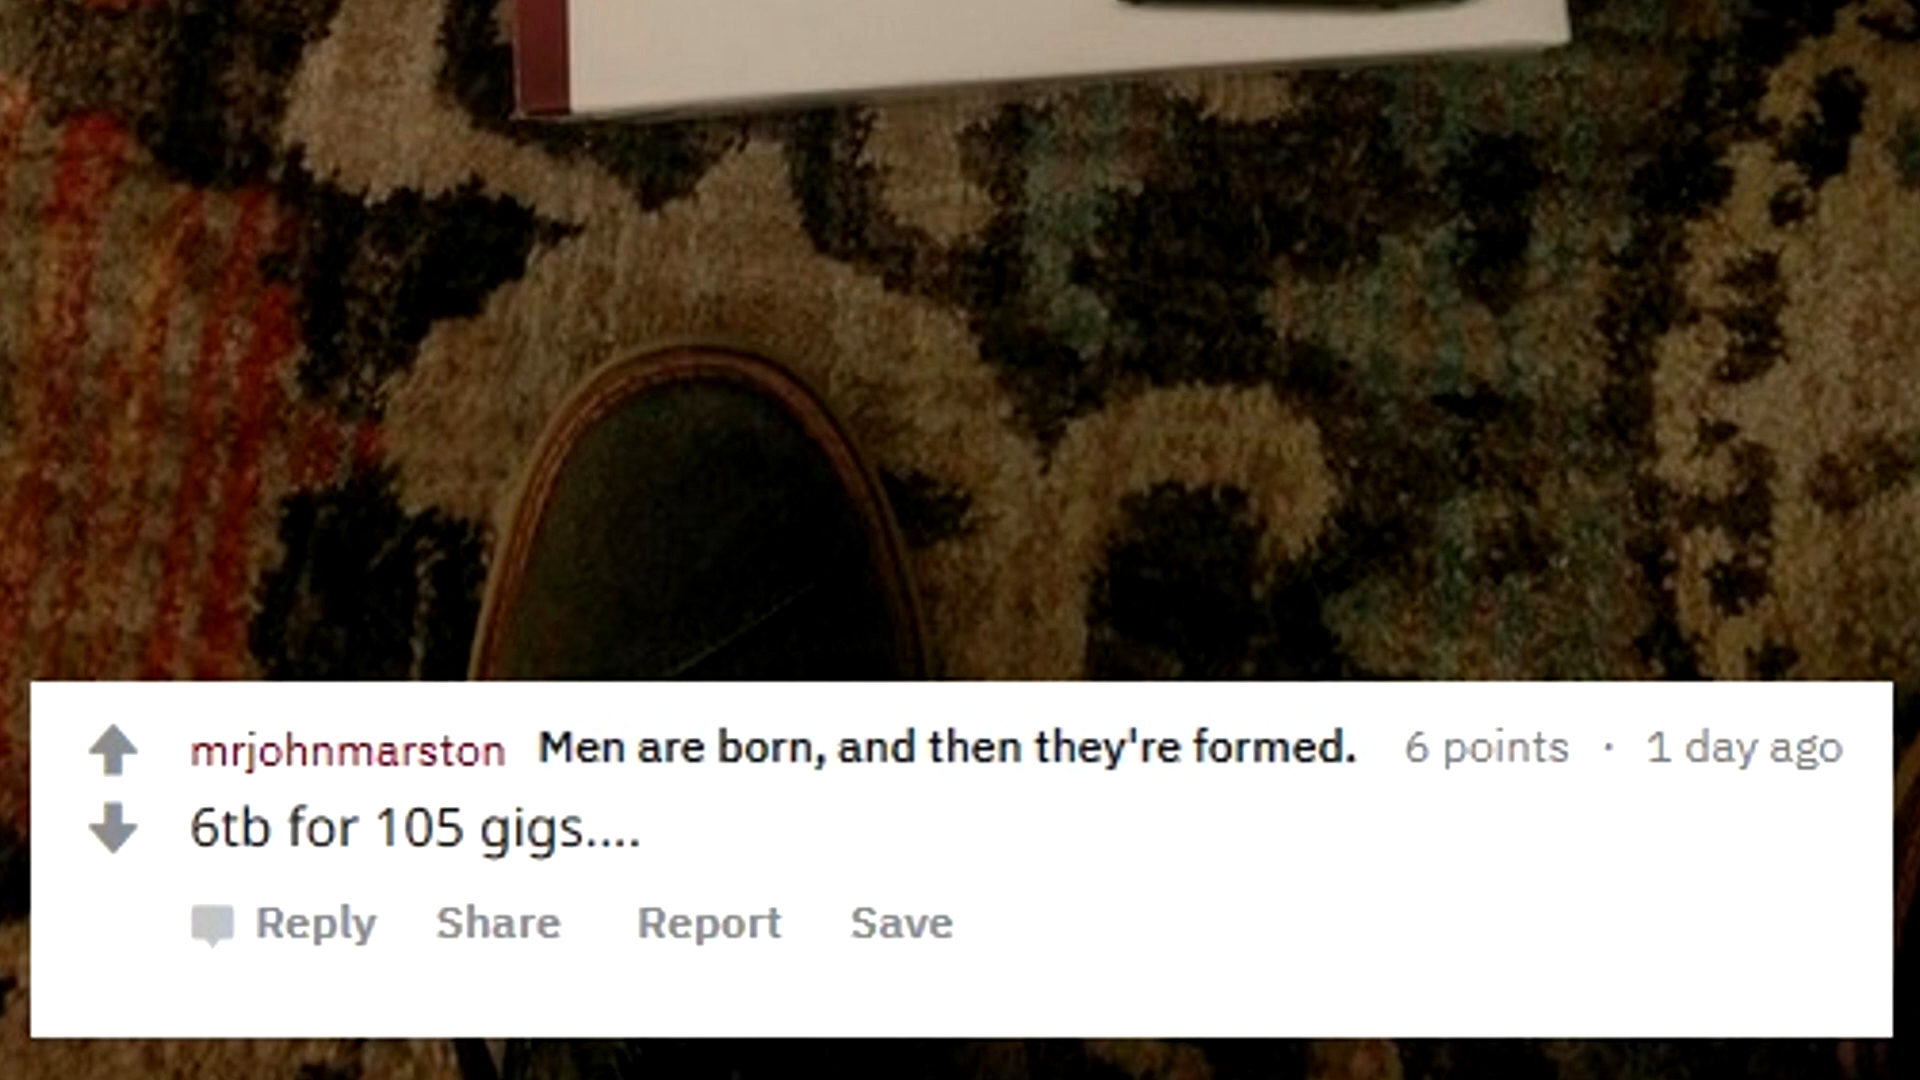 mrjohnmarston Men are born, and then they're formed. 6 points · 1 day ago
6tb for 105 gigs....
Reply Share Report Save